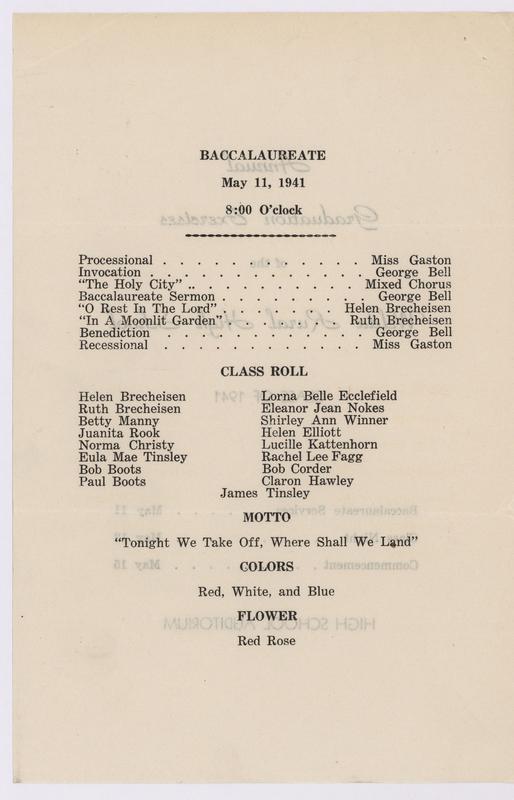 BACCALAUREATE
May 11, 1941
8:00 O'clock
Processional . . . . . . . . . . . . Miss Gaston
Invocation . . . . . . . . . . . . . George Bell
"The Holy City" .. . . . . . . . . . Mixed Chorus
Baccalaureate Sermon . . . . . . . . George Bell
"O Rest In The Lord" . . . . . . Helen Brecheisen
"In A Moonlit Garden" . . . . . . Ruth Brecheisen
Benediction . . . . . . . . . . . . George Bell
Recessional . . . . . . . . . . . . Miss Gaston
CLASS ROLL
Helen Brecheisen Lorna Belle Ecclefield
Ruth Brecheisen Eleanor Jean Nokes
Betty Manny Shirley Ann Winner
Juanita Rook Helen Elliott
Norma Christy Lucille Kattenhorn
Eula Mae Tinsley Rachel Lee Fagg
Bob Boots Bob Corder
Paul Boots Claron Hawley
James Tinsley
MOTTO
"Tonight We Take Off, Where Shall We Land"
COLORS
Red, White, and Blue
FLOWER
Red Rose